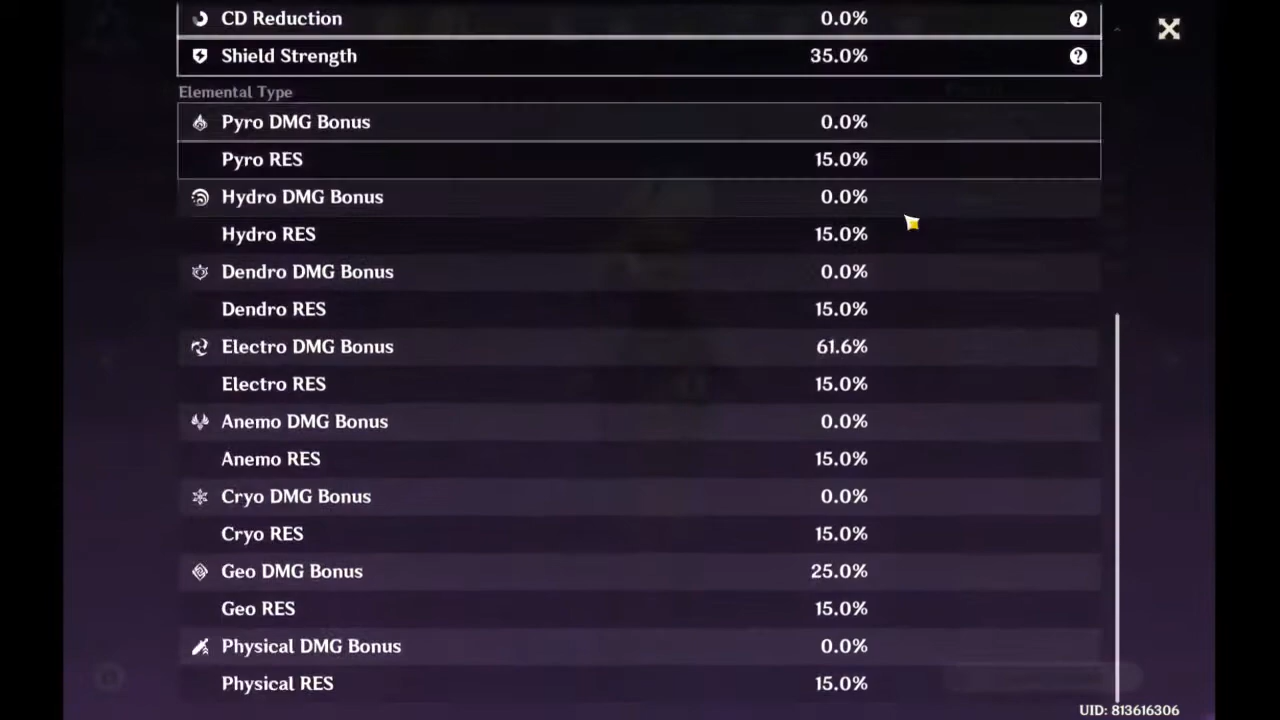 CD Reduction 0.0% ?
Shield Strength 35.0% ?
Elemental Type
Pyro DMG Bonus 0.0%
Pyro RES 15.0%
Hydro DMG Bonus 0.0%
Hydro RES 15.0%
Dendro DMG Bonus 0.0%
Dendro RES 15.0%
Electro DMG Bonus 61.6%
Electro RES 15.0%
Anemo DMG Bonus 0.0%
Anemo RES 15.0%
Cryo DMG Bonus 0.0%
Cryo RES 15.0%
Geo DMG Bonus 25.0%
Geo RES 15.0%
Physical DMG Bonus 0.0%
Physical RES 15.0%
UID: 813616306